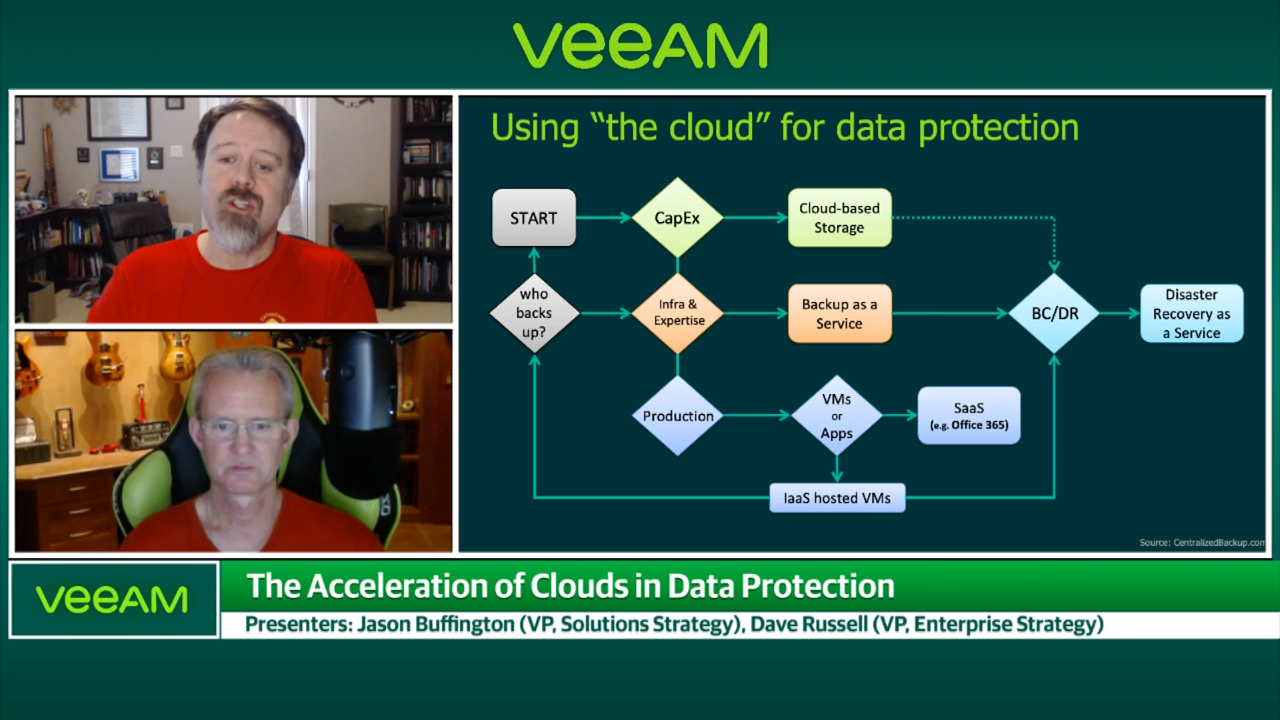 veeAM
Using “the cloud” for data protection
START
CapEx
Cloud-based
Storage
who
backs
up?
Infra &
Expertise
Backup as a
Service
BC/DR
Disaster
Recovery as
a Service
Production
VMs
or
Apps
SaaS
(e.g. Office 365)
IaaS hosted VMs
Source: CentralizedBackup.com
veeAM
The Acceleration of Clouds in Data Protection
Presenters: Jason Buffington (VP, Solutions Strategy), Dave Russell (VP, Enterprise Strategy)